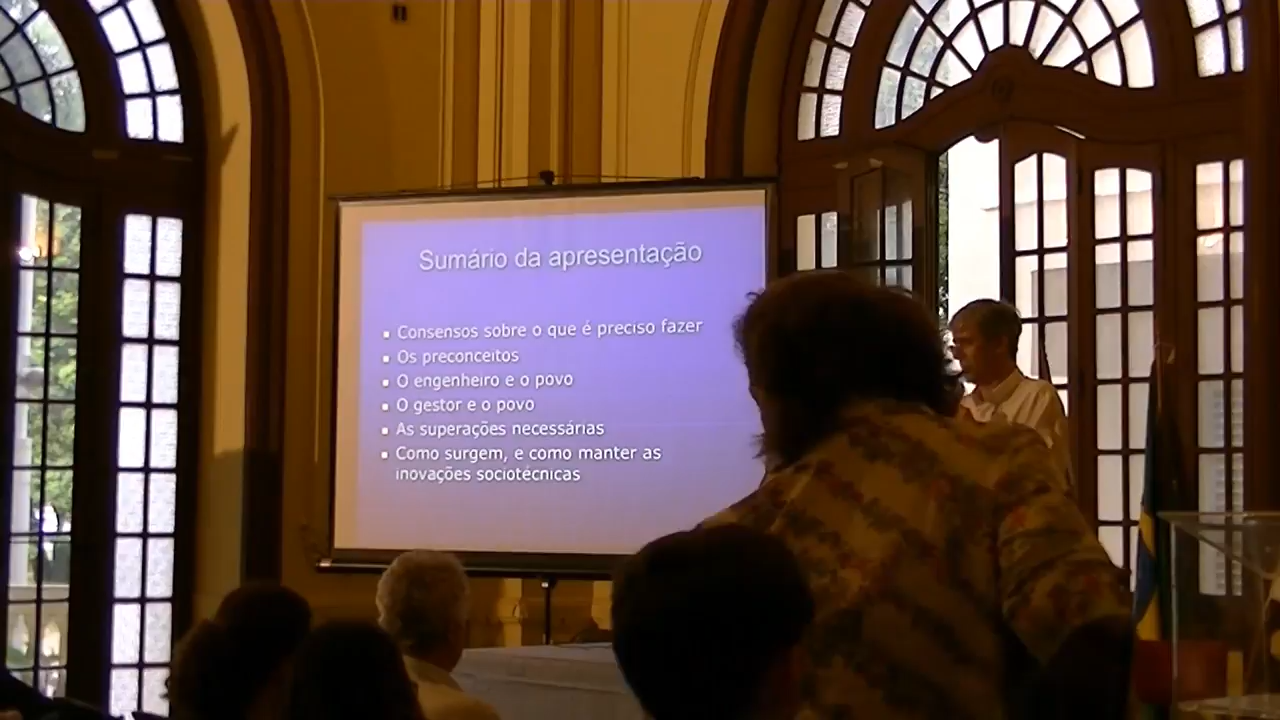 Sumário da apresentação
▪ Consensos sobre o que é preciso fazer
▪ Os preconceitos
▪ O engenheiro e o povo
▪ O gestor e o povo
▪ As superações necessárias
▪ Como surgem, e como manter as
inovações sociotécnicas